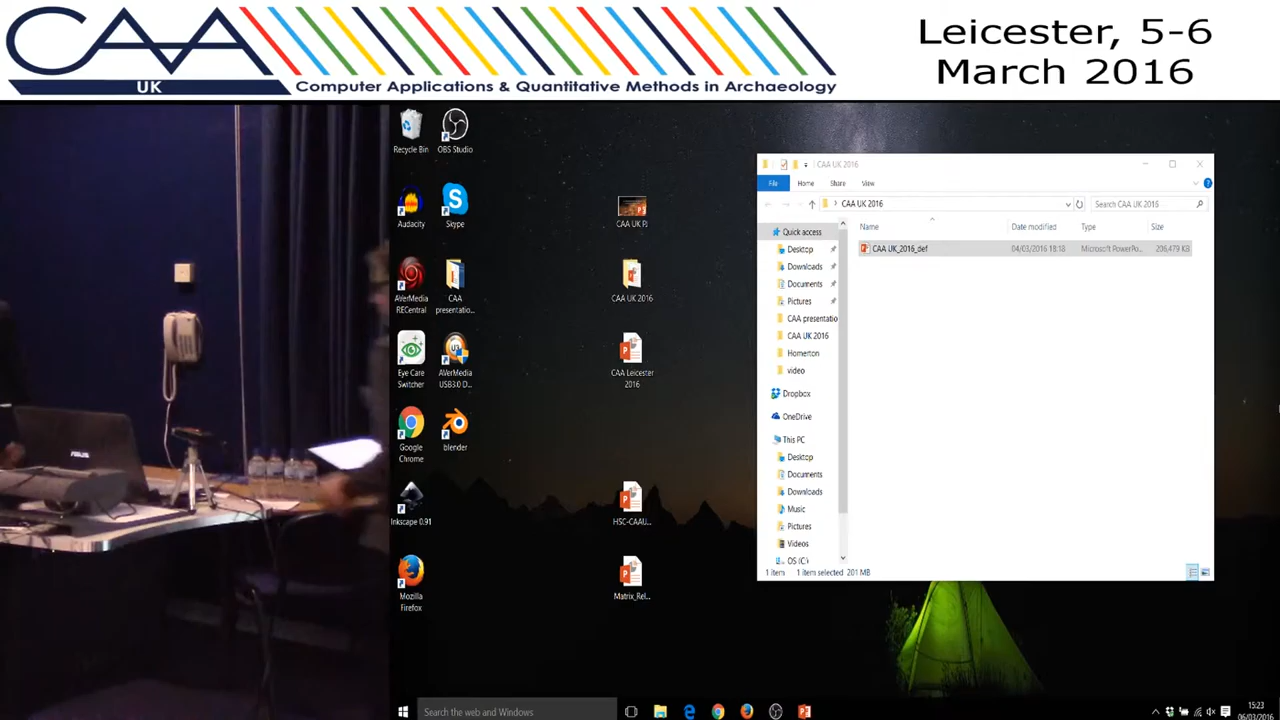 CAA
UK
Computer Applications & Quantitative Methods in Archaeology
Leicester, 5-6
March 2016
Recycle Bin
OBS Studio
Audacity
Skype
AVerMedia
RECentral
CAA
presentatio...
Eye Care
Switcher
AVerMedia
USB3.0 D...
Google
Chrome
blender
Inkscape 0.91
Mozilla
Firefox
CAA UK PJ
CAA UK 2016
CAA Leicester
2016
HSC-CAAU...
Matrix_Rel...
CAA UK 2016
File
Home
Share
View
CAA UK 2016
Search CAA UK 2016
Name
Date modified
Type
Size
CAA UK_2016_def
04/03/2016 18:18
Microsoft PowerPo...
206,479 KB
Quick access
Desktop
Downloads
Documents
Pictures
CAA presentatio
CAA UK 2016
Homerton
video
Dropbox
OneDrive
This PC
Desktop
Documents
Downloads
Music
Pictures
Videos
OS (C:)
1 item
1 item selected 201 MB
ASUS
Search the web and Windows
15:23
06/03/2016